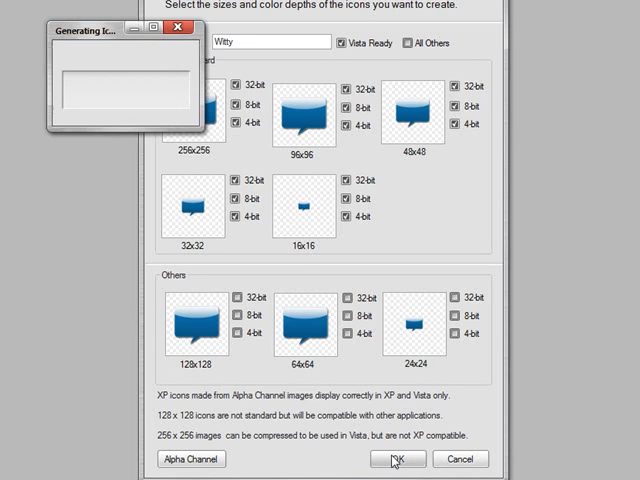 Select the sizes and color depths of the icons you want to create.
Generating Ic...
Witty
Vista Ready
All Others
32-bit
8-bit
4-bit
256x256
32-bit
8-bit
4-bit
96x96
32-bit
8-bit
4-bit
48x48
32-bit
8-bit
4-bit
32x32
32-bit
8-bit
4-bit
16x16
Others
32-bit
8-bit
4-bit
128x128
32-bit
8-bit
4-bit
64x64
32-bit
8-bit
4-bit
24x24
XP icons made from Alpha Channel images display correctly in XP and Vista only.
128 x 128 icons are not standard but will be compatible with other applications.
256 x 256 images can be compressed to be used in Vista, but are not XP compatible.
Alpha Channel
OK
Cancel